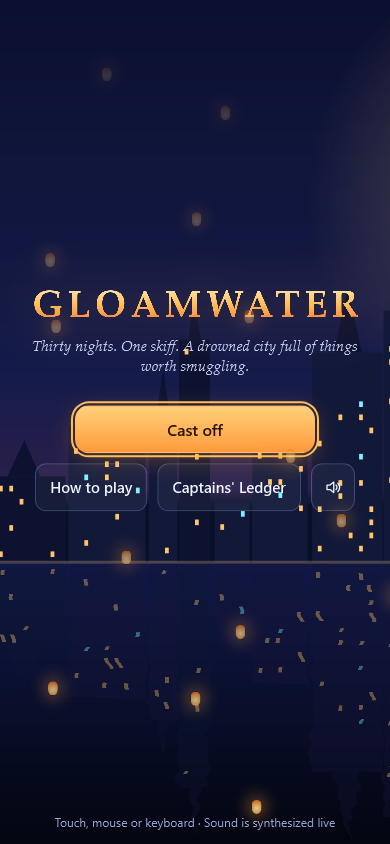 GLOAMWATER
Thirty nights. One skiff. A drowned city full of things
worth smuggling.
Cast off
How to play
Captains' Ledger
Touch, mouse or keyboard · Sound is synthesized live